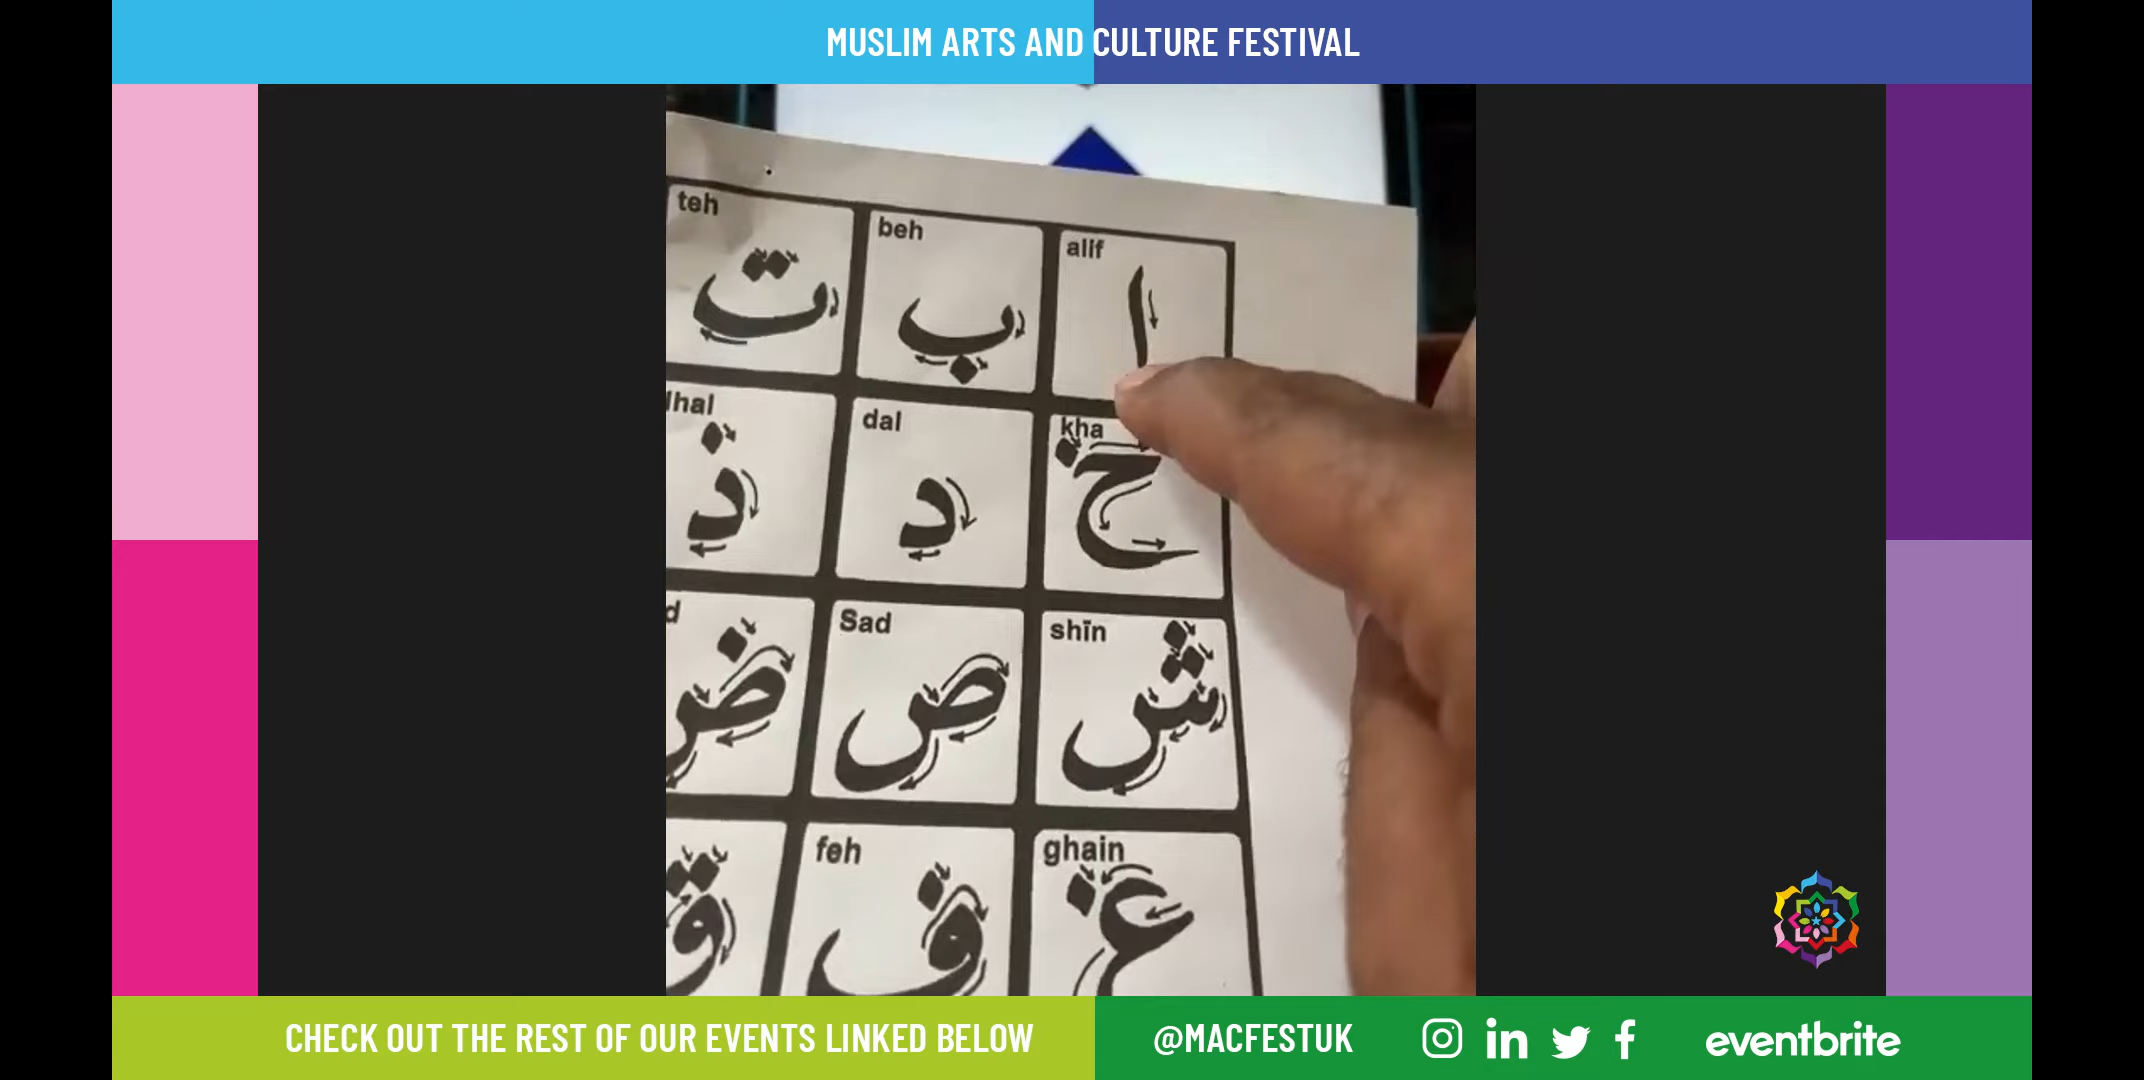 MUSLIM ARTS AND CULTURE FESTIVAL
alif
ا
beh
ب
teh
ت
kha
خ
dal
د
hal
ذ
shīn
ش
Sad
ص
d
ض
ghain
غ
feh
ف
ق
CHECK OUT THE REST OF OUR EVENTS LINKED BELOW
@MACFESTUK
eventbrite